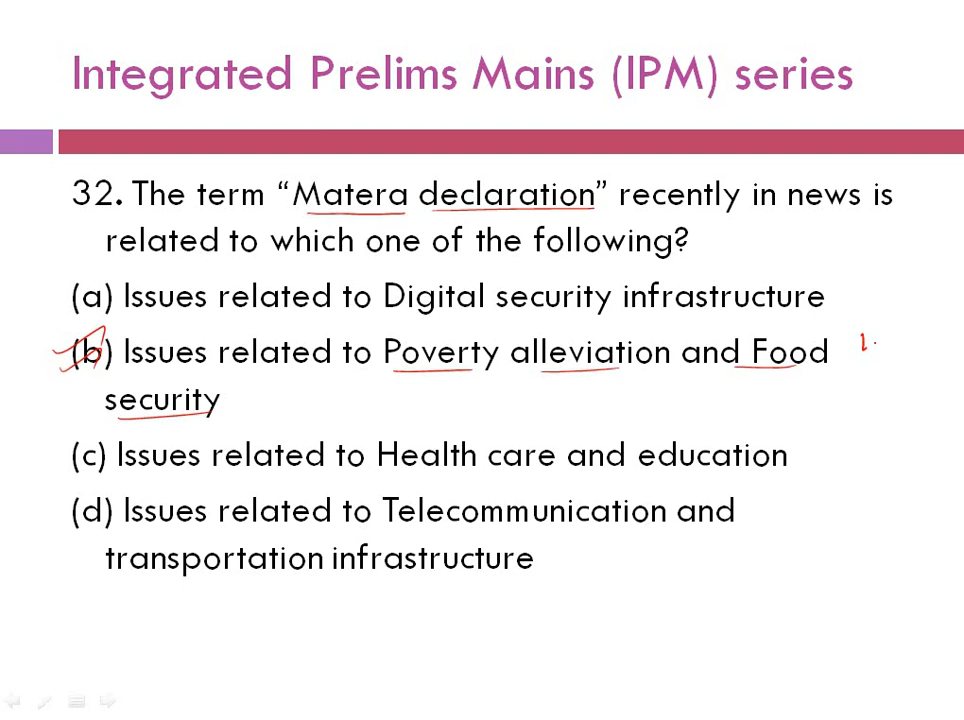 Integrated Prelims Mains (IPM) series
32. The term “Matera declaration” recently in news is
related to which one of the following?
(a) Issues related to Digital security infrastructure
(b) Issues related to Poverty alleviation and Food
security
(c) Issues related to Health care and education
(d) Issues related to Telecommunication and
transportation infrastructure